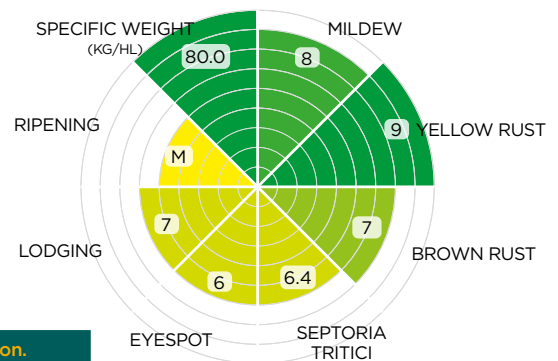 SPECIFIC WEIGHT
(KG/HL)
80.0
MILDEW
8
9
YELLOW RUST
7
BROWN RUST
6.4
SEPTORIA
TRITICI
6
EYESPOT
7
LODGING
M
RIPENING
on.